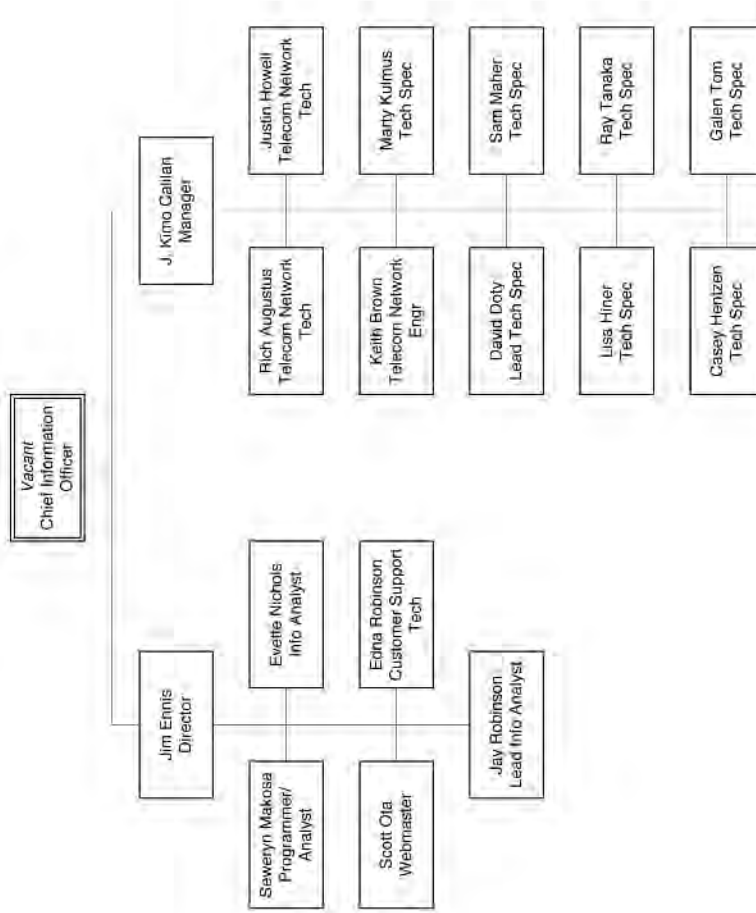 Vacant
Chief Information
Officer
Jim Ennis
Director
J. Kimo Calilan
Manager
Seweryn Makosa
Programmer/
Analyst
Evette Nichols
Info Analyst
Rich Augustus
Telecom Network
Tech
Justin Howell
Telecom Network
Tech
Scott Ota
Webmaster
Edna Robinson
Customer Support
Tech
Keith Brown
Telecom Network
Engr
Marty Kulmus
Tech Spec
Jay Robinson
Lead Info Analyst
David Doty
Lead Tech Spec
Sam Maher
Tech Spec
Lisa Hiner
Tech Spec
Ray Tanaka
Tech Spec
Casey Hentzen
Tech Spec
Galen Tom
Tech Spec